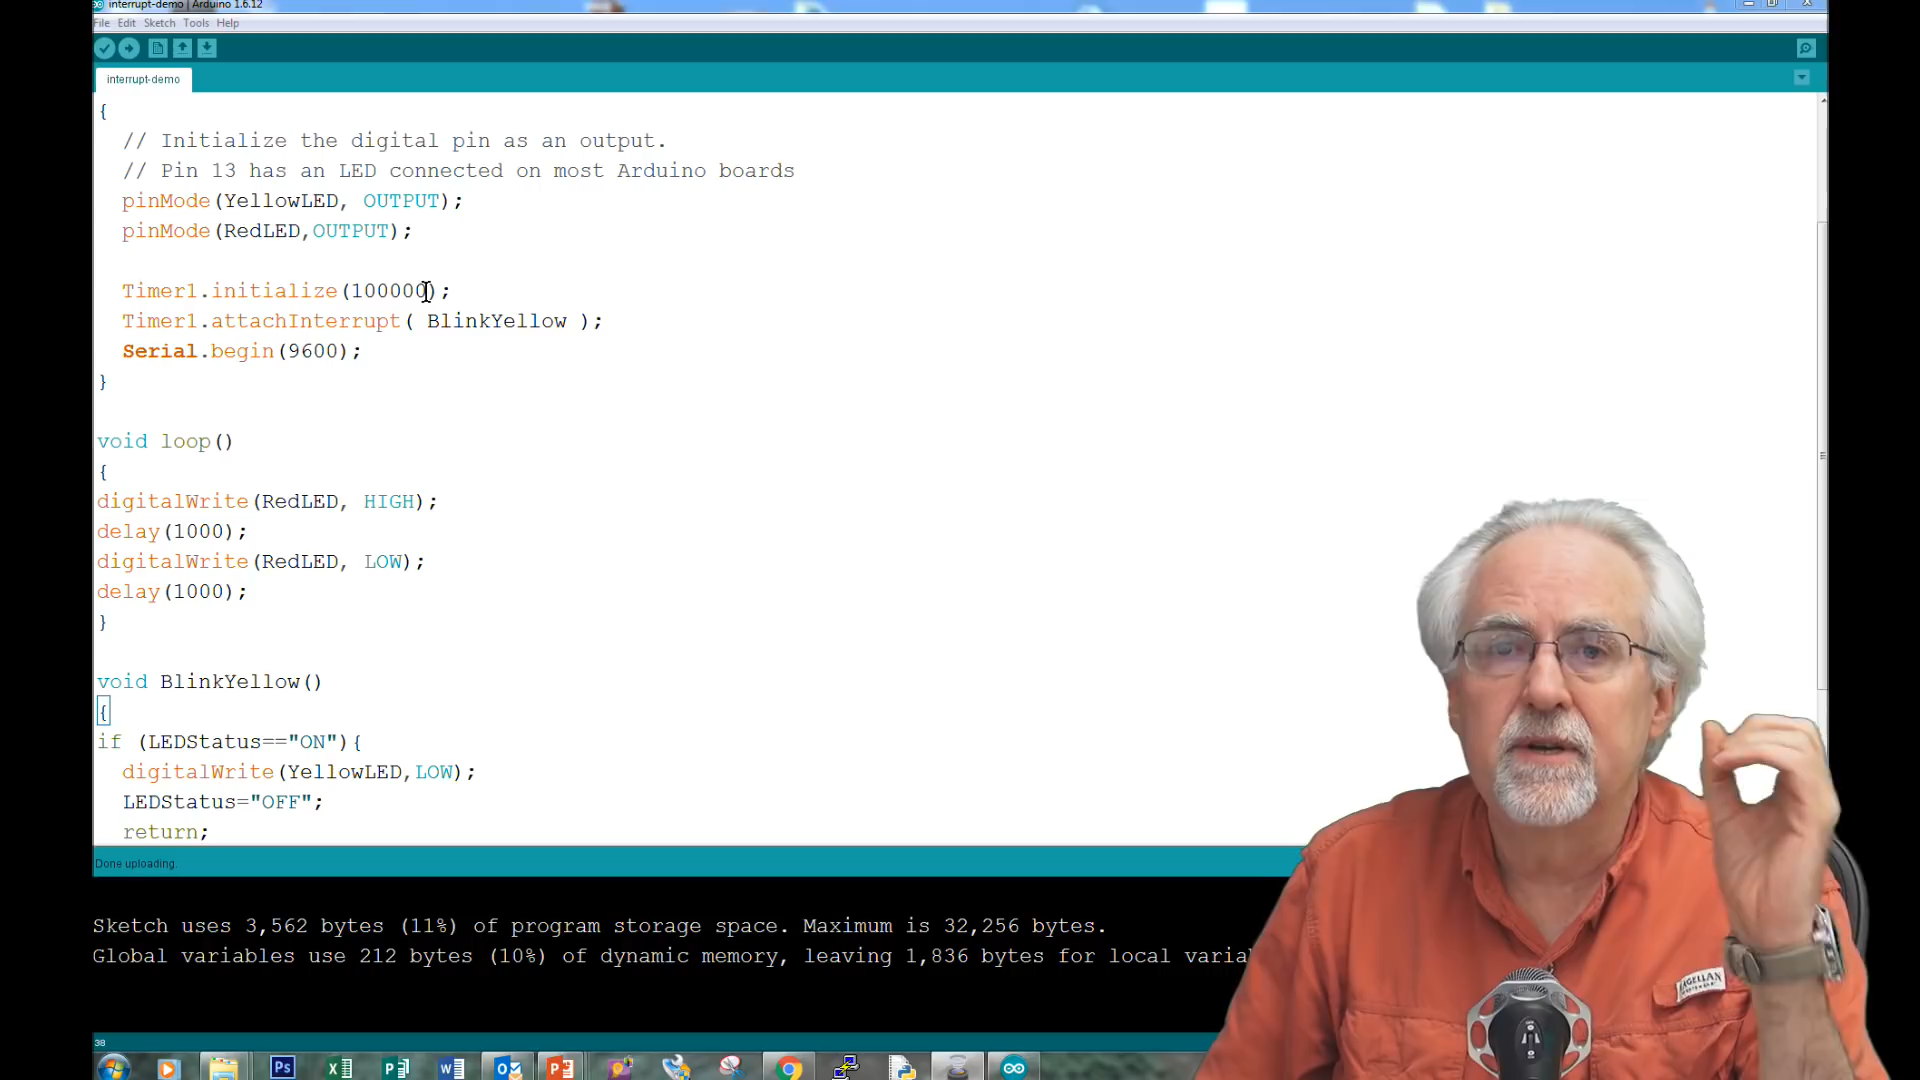 interrupt-demo | Arduino 1.6.12
File Edit Sketch Tools Help
interrupt-demo
{
// Initialize the digital pin as an output.
// Pin 13 has an LED connected on most Arduino boards
pinMode(YellowLED, OUTPUT);
pinMode(RedLED,OUTPUT);
Timer1.initialize(100000);
Timer1.attachInterrupt( BlinkYellow );
Serial.begin(9600);
}
void loop()
{
digitalWrite(RedLED, HIGH);
delay(1000);
digitalWrite(RedLED, LOW);
delay(1000);
}
void BlinkYellow()
{
if (LEDStatus=="ON"){
digitalWrite(YellowLED,LOW);
LEDStatus="OFF";
return;
Done uploading.
Sketch uses 3,562 bytes (11%) of program storage space. Maximum is 32,256 bytes.
Global variables use 212 bytes (10%) of dynamic memory, leaving 1,836 bytes for local
38
Ps
MAGELLAN